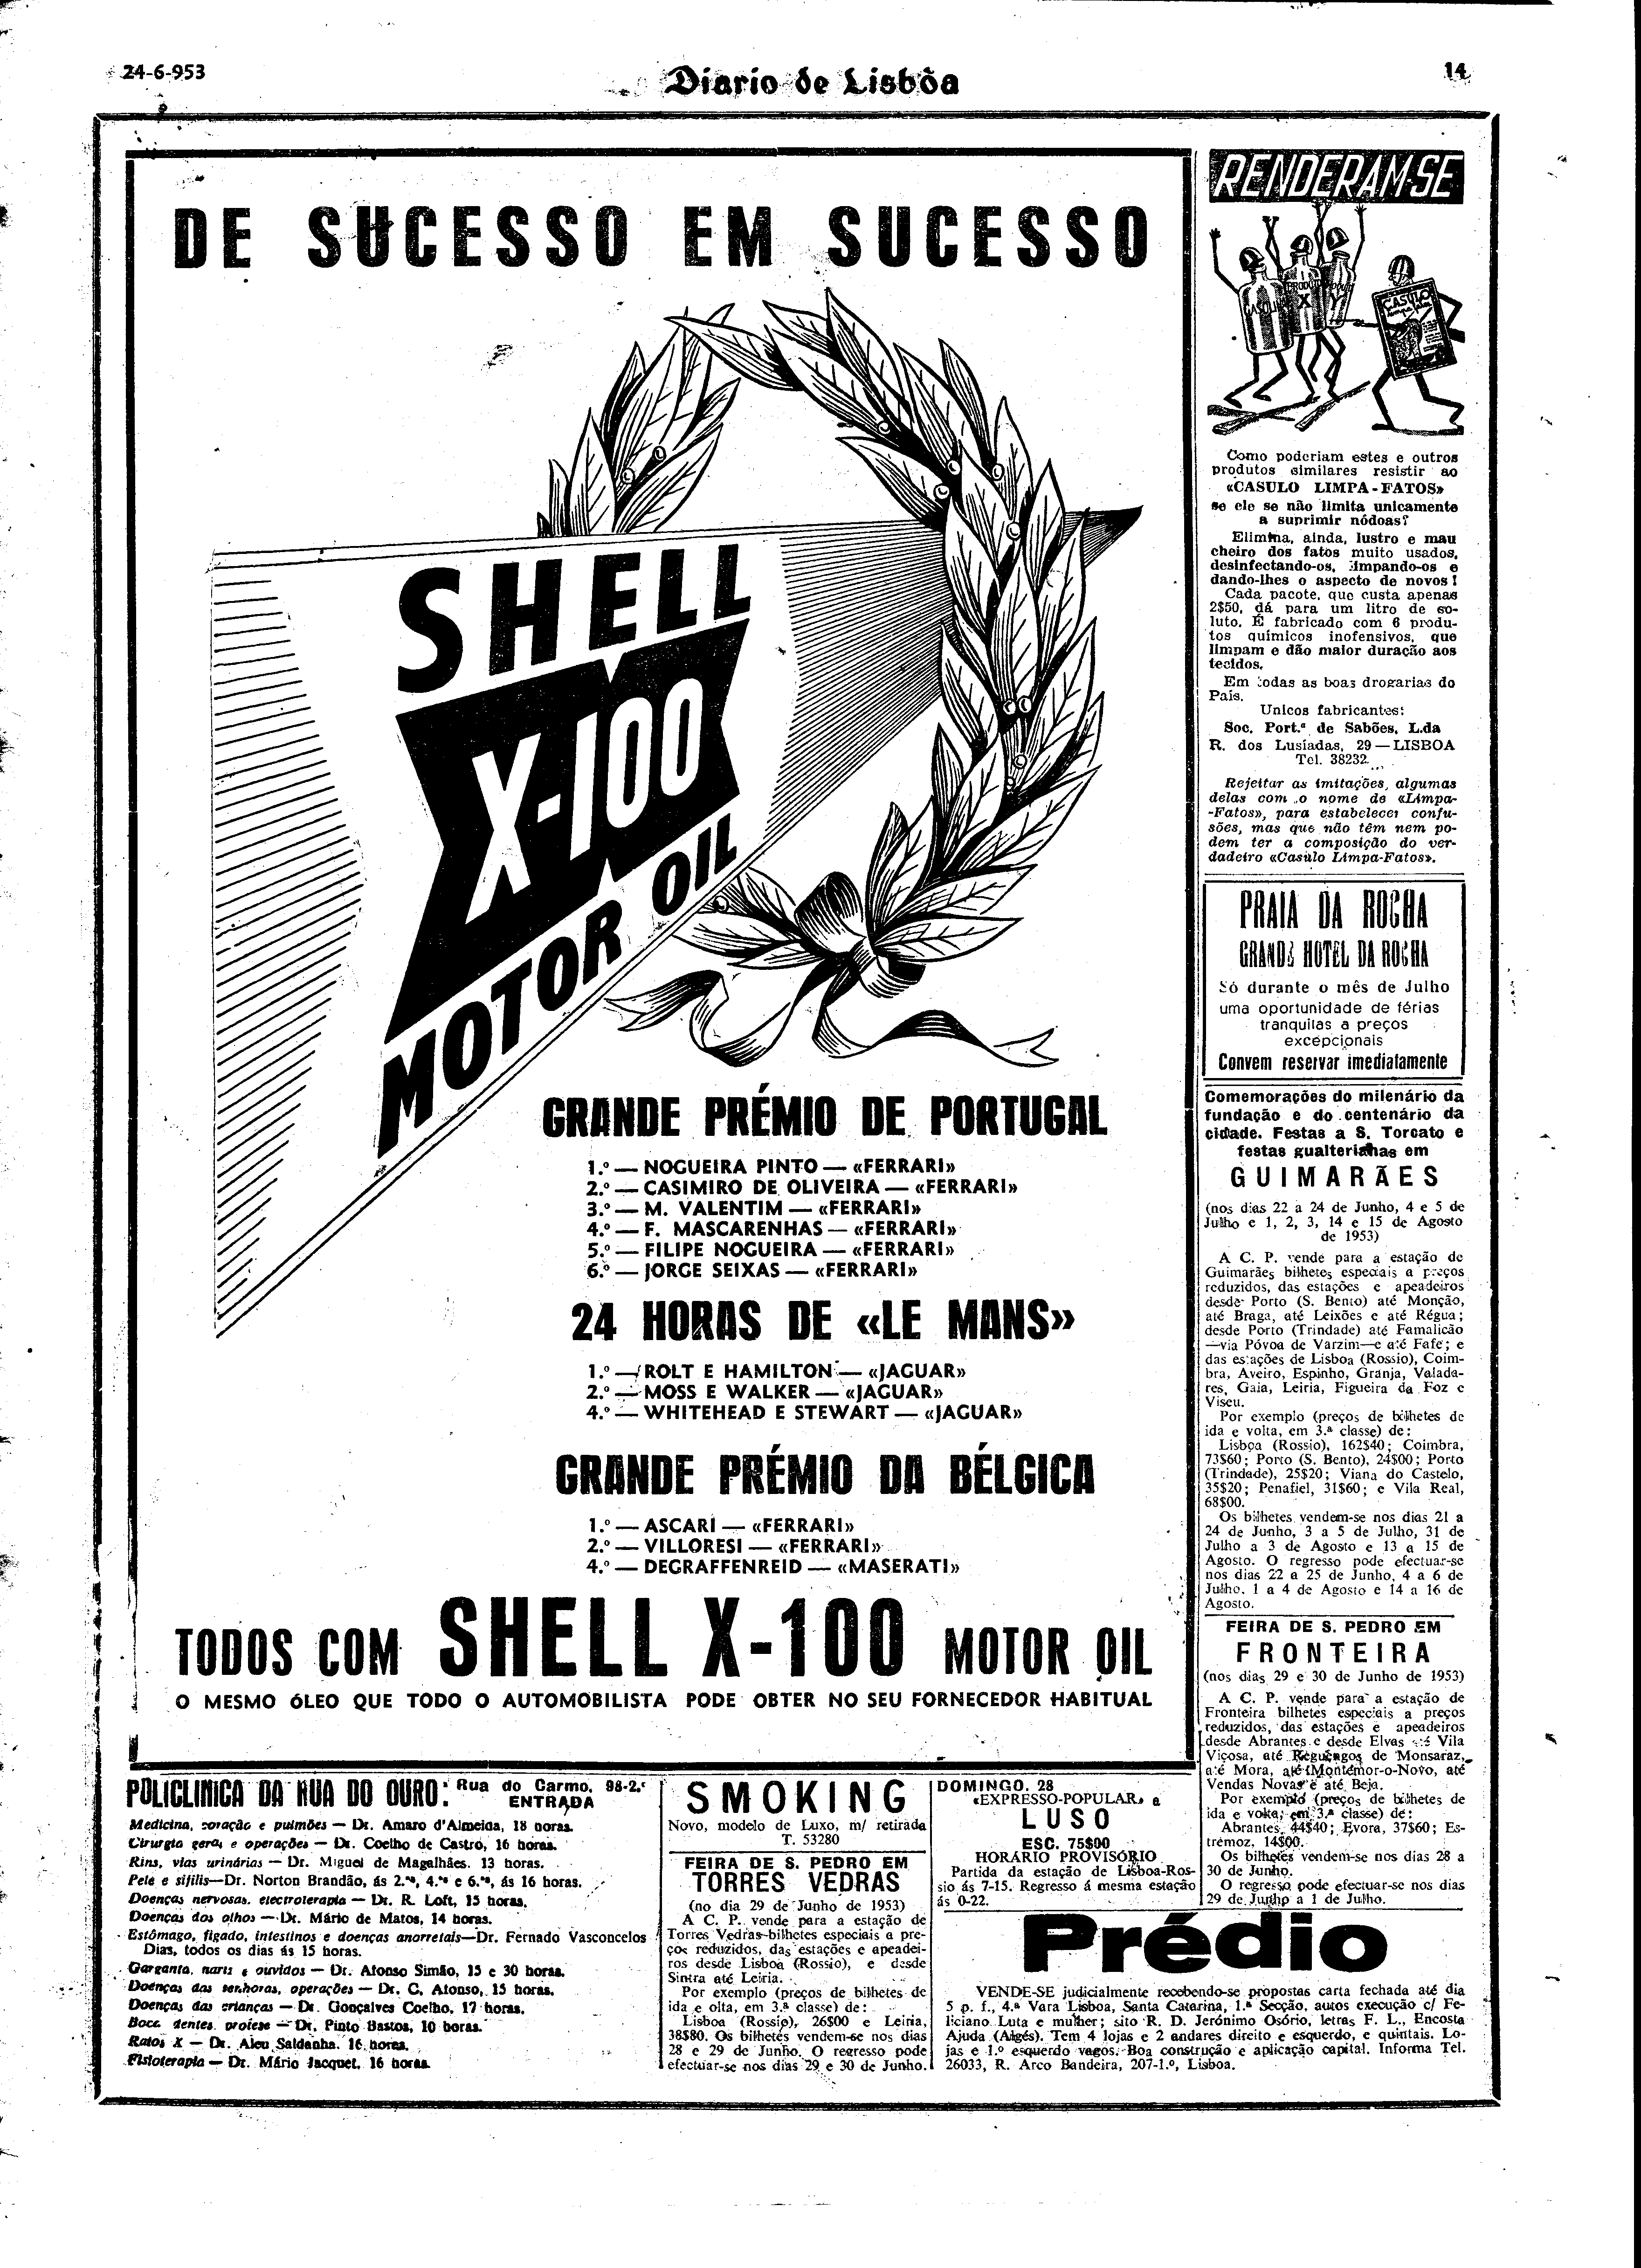 24-6-953
Diario de Lisbôa
14
DE SUCESSO EM SUCESSO
SHELL
X-100
MOTOR OIL
GRANDE PRÉMIO DE PORTUGAL
1.º — NOGUEIRA PINTO — «FERRARI»
2.º — CASIMIRO DE OLIVEIRA — «FERRARI»
3.º — M. VALENTIM — «FERRARI»
4.º — F. MASCARENHAS — «FERRARI»
5.º — FILIPE NOGUEIRA — «FERRARI»
6.º — JORGE SEIXAS — «FERRARI»
24 HORAS DE «LE MANS»
1.º — ROLT E HAMILTON — «JAGUAR»
2.º — MOSS E WALKER — «JAGUAR»
4.º — WHITEHEAD E STEWART — «JAGUAR»
GRANDE PRÉMIO DA BÉLGICA
1.º — ASCARI — «FERRARI»
2.º — VILLORESI — «FERRARI»
4.º — DEGRAFFENREID — «MASERATI»
TODOS COM SHELL X-100 MOTOR OIL
O MESMO ÓLEO QUE TODO O AUTOMOBILISTA PODE OBTER NO SEU FORNECEDOR HABITUAL
RENDERAM-SE
GASOLINA
PRODUTO
X
Y
CASULO
Como poderiam estes e outros
produtos similares resistir ao
«CASULO LIMPA-FATOS»
se ele se não limita unicamente
a suprimir nódoas?
Elimina, ainda, lustro e mau
cheiro dos fatos muito usados,
desinfectando-os, limpando-os e
dando-lhes o aspecto de novos!
Cada pacote, que custa apenas
2$50, dá para um litro de so-
luto. É fabricado com 6 produ-
tos químicos inofensivos, que
limpam e dão maior duração aos
tecidos.
Em todas as boas drogarias do
País.
Unicos fabricantes:
Soc. Port.ª de Sabões, L.da
R. dos Lusíadas, 29 — LISBOA
Tel. 38232
Rejeitar as imitações, algumas
delas com o nome de «Limpa-
-Fatos», para estabelecer confu-
sões, mas que não têm nem po-
dem ter a composição do ver-
dadeiro «Casulo Limpa-Fatos».
PRAIA DA ROCHA
GRANDE HOTEL DA ROCHA
Só durante o mês de Julho
uma oportunidade de férias
tranquilas a preços
excepcionais
Convem reservar imediatamente
Comemorações do milenário da
fundação e do centenário da
cidade. Festas a S. Torcato e
festas gualterianas em
GUIMARÃES
(nos dias 22 a 24 de Junho, 4 e 5 de
Julho e 1, 2, 3, 14 e 15 de Agosto
de 1953)
A C. P. vende para a estação de
Guimarães bilhetes especiais a preços
reduzidos, das estações e apeadeiros
desde Porto (S. Bento) até Monção,
até Braga, até Leixões e até Régua;
desde Porto (Trindade) até Famalicão
—via Póvoa de Varzim—e até Fafe; e
das estações de Lisboa (Rossio), Coim-
bra, Aveiro, Espinho, Granja, Valada-
res, Gaia, Leiria, Figueira da Foz e
Viseu.
Por exemplo (preços de bilhetes de
ida e volta, em 3.ª classe) de:
Lisboa (Rossio), 162$40; Coimbra,
73$60; Porto (S. Bento), 24$00; Porto
(Trindade), 25$20; Viana do Castelo,
35$20; Penafiel, 31$60; e Vila Real,
68$00.
Os bilhetes vendem-se nos dias 21 a
24 de Junho, 3 a 5 de Julho, 31 de
Julho a 3 de Agosto e 13 a 15 de
Agosto. O regresso pode efectuar-se
nos dias 22 a 25 de Junho, 4 a 6 de
Julho, 1 a 4 de Agosto e 14 a 16 de
Agosto.
FEIRA DE S. PEDRO EM
FRONTEIRA
(nos dias 29 e 30 de Junho de 1953)
A C. P. vende para a estação de
Fronteira bilhetes especiais a preços
reduzidos, das estações e apeadeiros
desde Abrantes e desde Elvas até Vila
Viçosa, até Reguengos de Monsaraz,
até Mora, até Montemor-o-Novo, até
Vendas Novas e até Beja.
Por exemplo (preços de bilhetes de
ida e volta, em 3.ª classe) de:
Abrantes, 44$40; Evora, 37$60; Es-
tremoz, 14$00.
Os bilhetes vendem-se nos dias 28 a
30 de Junho.
O regresso pode efectuar-se nos dias
29 de Junho a 1 de Julho.
POLICLINICA DA RUA DO OURO: Rua do Carmo, 98-2.º
ENTRADA
Medicina, coração e pulmões — Dr. Amaro d'Almeida, 18 horas.
Cirurgia geral e operações — Dr. Coelho de Castro, 16 horas.
Rins, vias urinárias — Dr. Miguel de Magalhães. 13 horas.
Pele e sífilis—Dr. Norton Brandão, ás 2.ªs, 4.ªs e 6.ªs, ás 16 horas.
Doenças nervosas, electroterapia — Dr. R. Loft, 15 horas.
Doenças dos olhos — Dr. Mário de Matos, 14 horas.
Estômago, figado, intestinos e doenças anorretais—Dr. Fernado Vasconcelos
Dias, todos os dias ás 15 horas.
Garganta, nariz e ouvidos — Dr. Afonso Simão, 15 e 30 horas.
Doenças das senhoras, operações — Dr. C. Afonso, 15 horas.
Doenças das crianças — Dr. Gonçalves Coelho, 17 horas.
Boca, dentes, protese — Dr. Pinto Bastos, 10 horas.
Raios X — Dr. Aleu Saldanha, 16 horas.
Fisioterapia — Dr. Mário Jacquet, 16 horas
SMOKING
Novo, modelo de Luxo, m/ retirada
T. 53280
FEIRA DE S. PEDRO EM
TORRES VEDRAS
(no dia 29 de Junho de 1953)
A C. P. vende para a estação de
Torres Vedras bilhetes especiais a pre-
ços reduzidos, das estações e apeadei-
ros desde Lisboa (Rossio), e desde
Sintra até Leiria.
Por exemplo (preços de bilhetes de
ida e olta, em 3.ª classe) de:
Lisboa (Rossio), 26$00 e Leiria,
38$80. Os bilhetes vendem-se nos dias
28 e 29 de Junho. O regresso pode
efectuar-se nos dias 29 e 30 de Junho.
DOMINGO, 28
«EXPRESSO-POPULAR» a
LUSO
ESC. 75$00
HORÁRIO PROVISÓRIO
Partida da estação de Lisboa-Ros-
sio ás 7-15. Regresso á mesma estação
ás 0-22.
Prédio
VENDE-SE judicialmente recebendo-se propostas carta fechada até dia
5 p. f., 4.ª Vara Lisboa, Santa Catarina, 1.ª Secção, autos execução c/ Fe-
liciano Luta e mulher; sito R. D. Jerónimo Osório, letras F. L., Encosta
Ajuda (Algés). Tem 4 lojas e 2 andares direito e esquerdo, e quintais. Lo-
jas e 1.º esquerdo vagos. Boa construção e aplicação capital. Informa Tel.
26033, R. Arco Bandeira, 207-1.º, Lisboa.